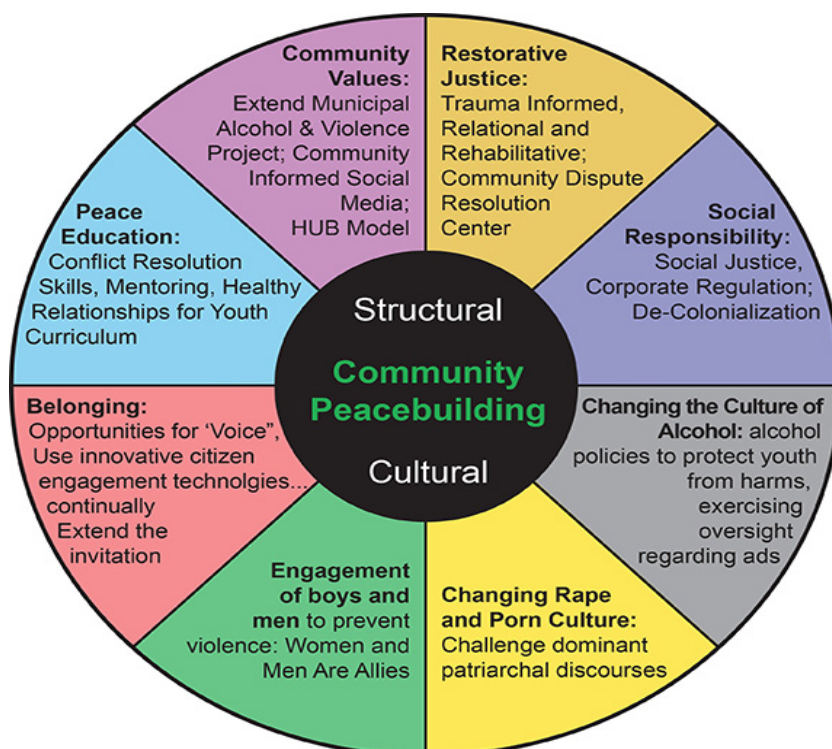 Community
Values:
Extend Municipal
Alcohol & Violence
Project; Community
Informed Social
Media;
HUB Model
Restorative
Justice:
Trauma Informed,
Relational and
Rehabilitative;
Community Dispute
Resolution
Center
Social
Responsibility:
Social Justice,
Corporate Regulation;
De-Colonialization
Changing the Culture of
Alcohol: alcohol
policies to protect youth
from harms,
exercising
oversight
regarding ads
Changing Rape
and Porn Culture:
Challenge dominant
patriarchal discourses
Engagement
of boys and
men to prevent
violence: Women and
Men Are Allies
Belonging:
Opportunities for ‘Voice”,
Use innovative citizen
engagement technolgies...
continually
Extend the
invitation
Peace
Education:
Conflict Resolution
Skills, Mentoring, Healthy
Relationships for Youth
Curriculum
Structural
Community
Peacebuilding
Cultural